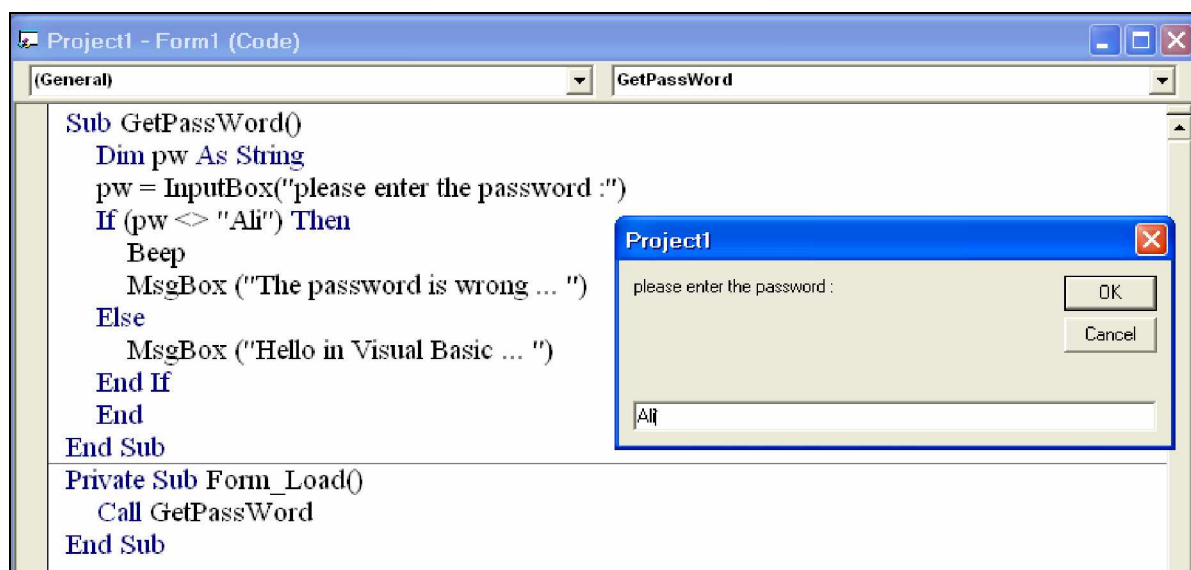 Project1 - Form1 (Code)
(General) GetPassWord
Sub GetPassWord()
Dim pw As String
pw = InputBox("please enter the password :")
If (pw <> "Ali") Then
Beep
MsgBox ("The password is wrong ... ")
Else
MsgBox ("Hello in Visual Basic ... ")
End If
End
End Sub
Private Sub Form_Load()
Call GetPassWord
End Sub
Project1
please enter the password :
OK
Cancel
Ali